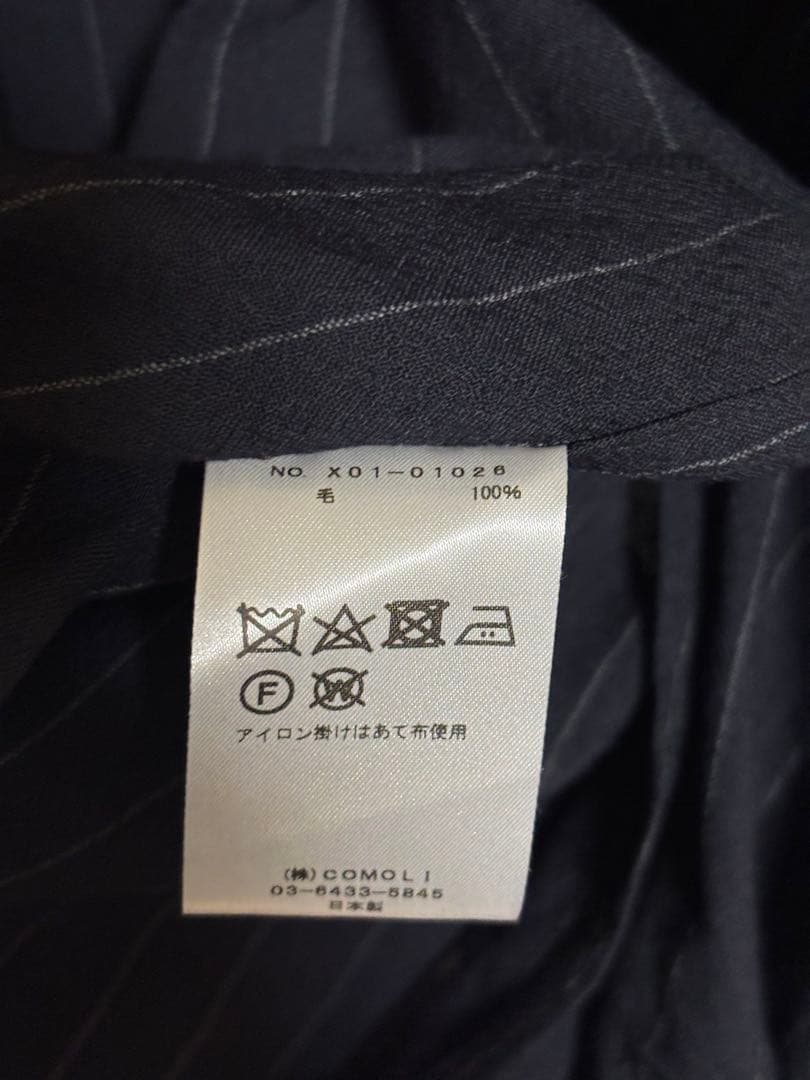 NO. X01-01026
毛 100%
F W
アイロン掛けはあて布使用
(株)COMOLI
03-6433-5845
日本製